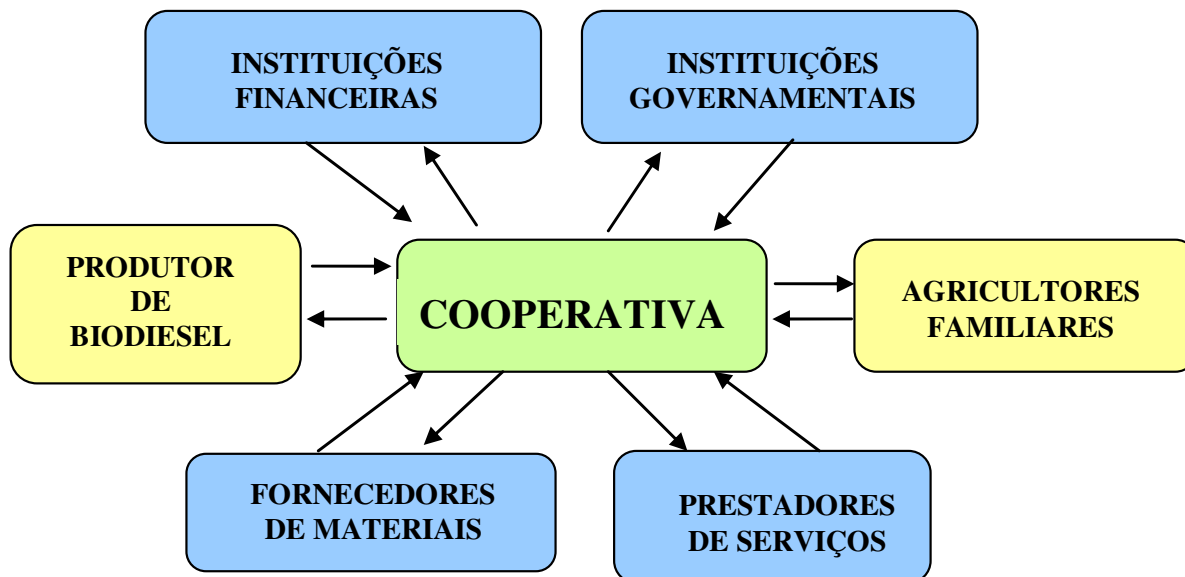 INSTITUIÇÕES
FINANCEIRAS
INSTITUIÇÕES
GOVERNAMENTAIS
PRODUTOR
DE
BIODIESEL
COOPERATIVA
AGRICULTORES
FAMILIARES
FORNECEDORES
DE MATERIAIS
PRESTADORES
DE SERVIÇOS